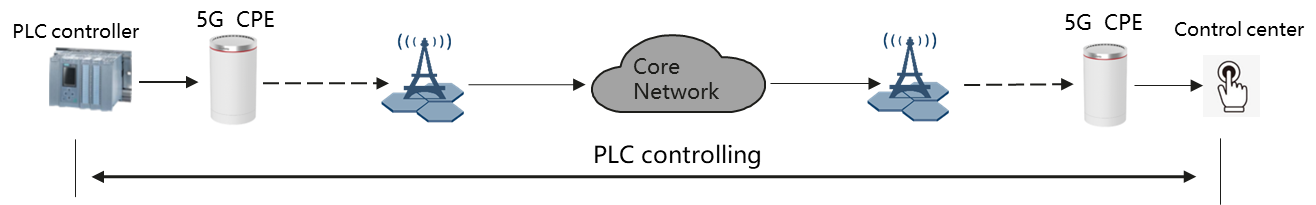 PLC controller
5G CPE
Core
Network
5G CPE
Control center
PLC controlling